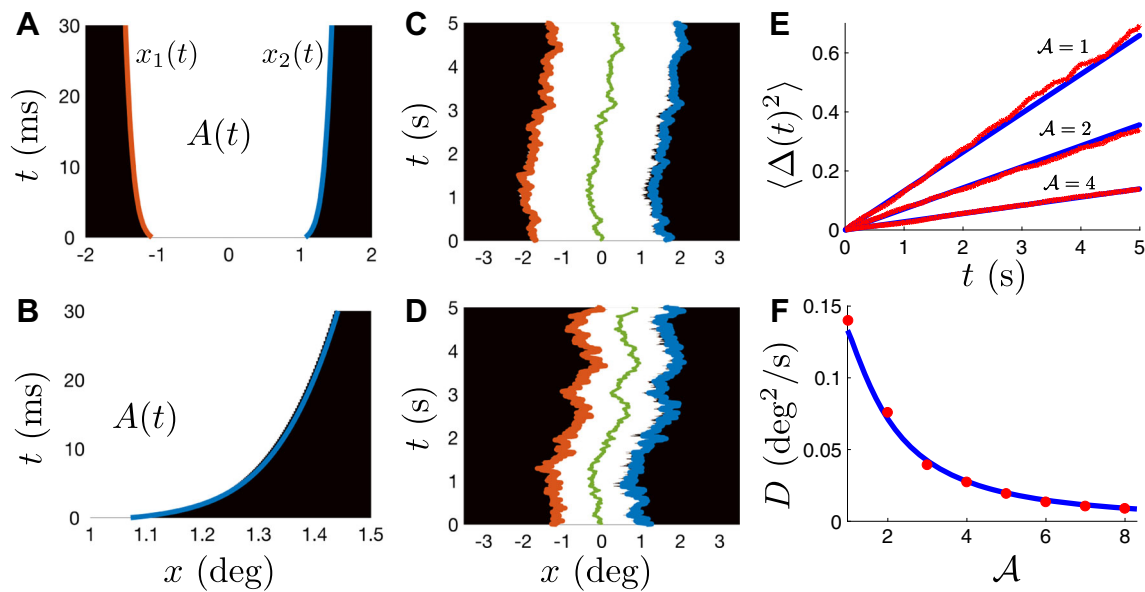 A
30
20
10
0
t (ms)
x₁(t)
x₂(t)
A(t)
-2
-1
0
1
2
B
30
20
10
0
t (ms)
A(t)
1
1.1
1.2
1.3
1.4
1.5
x (deg)
C
5
4
3
2
1
0
t (s)
-3
-2
-1
0
1
2
3
D
5
4
3
2
1
0
t (s)
-3
-2
-1
0
1
2
3
x (deg)
E
0.6
0.4
0.2
0
⟨Δ(t)²⟩
𝒜 = 1
𝒜 = 2
𝒜 = 4
0
1
2
3
4
5
t (s)
F
0.15
0.1
0.05
0
D (deg²/s)
2
4
6
8
𝒜